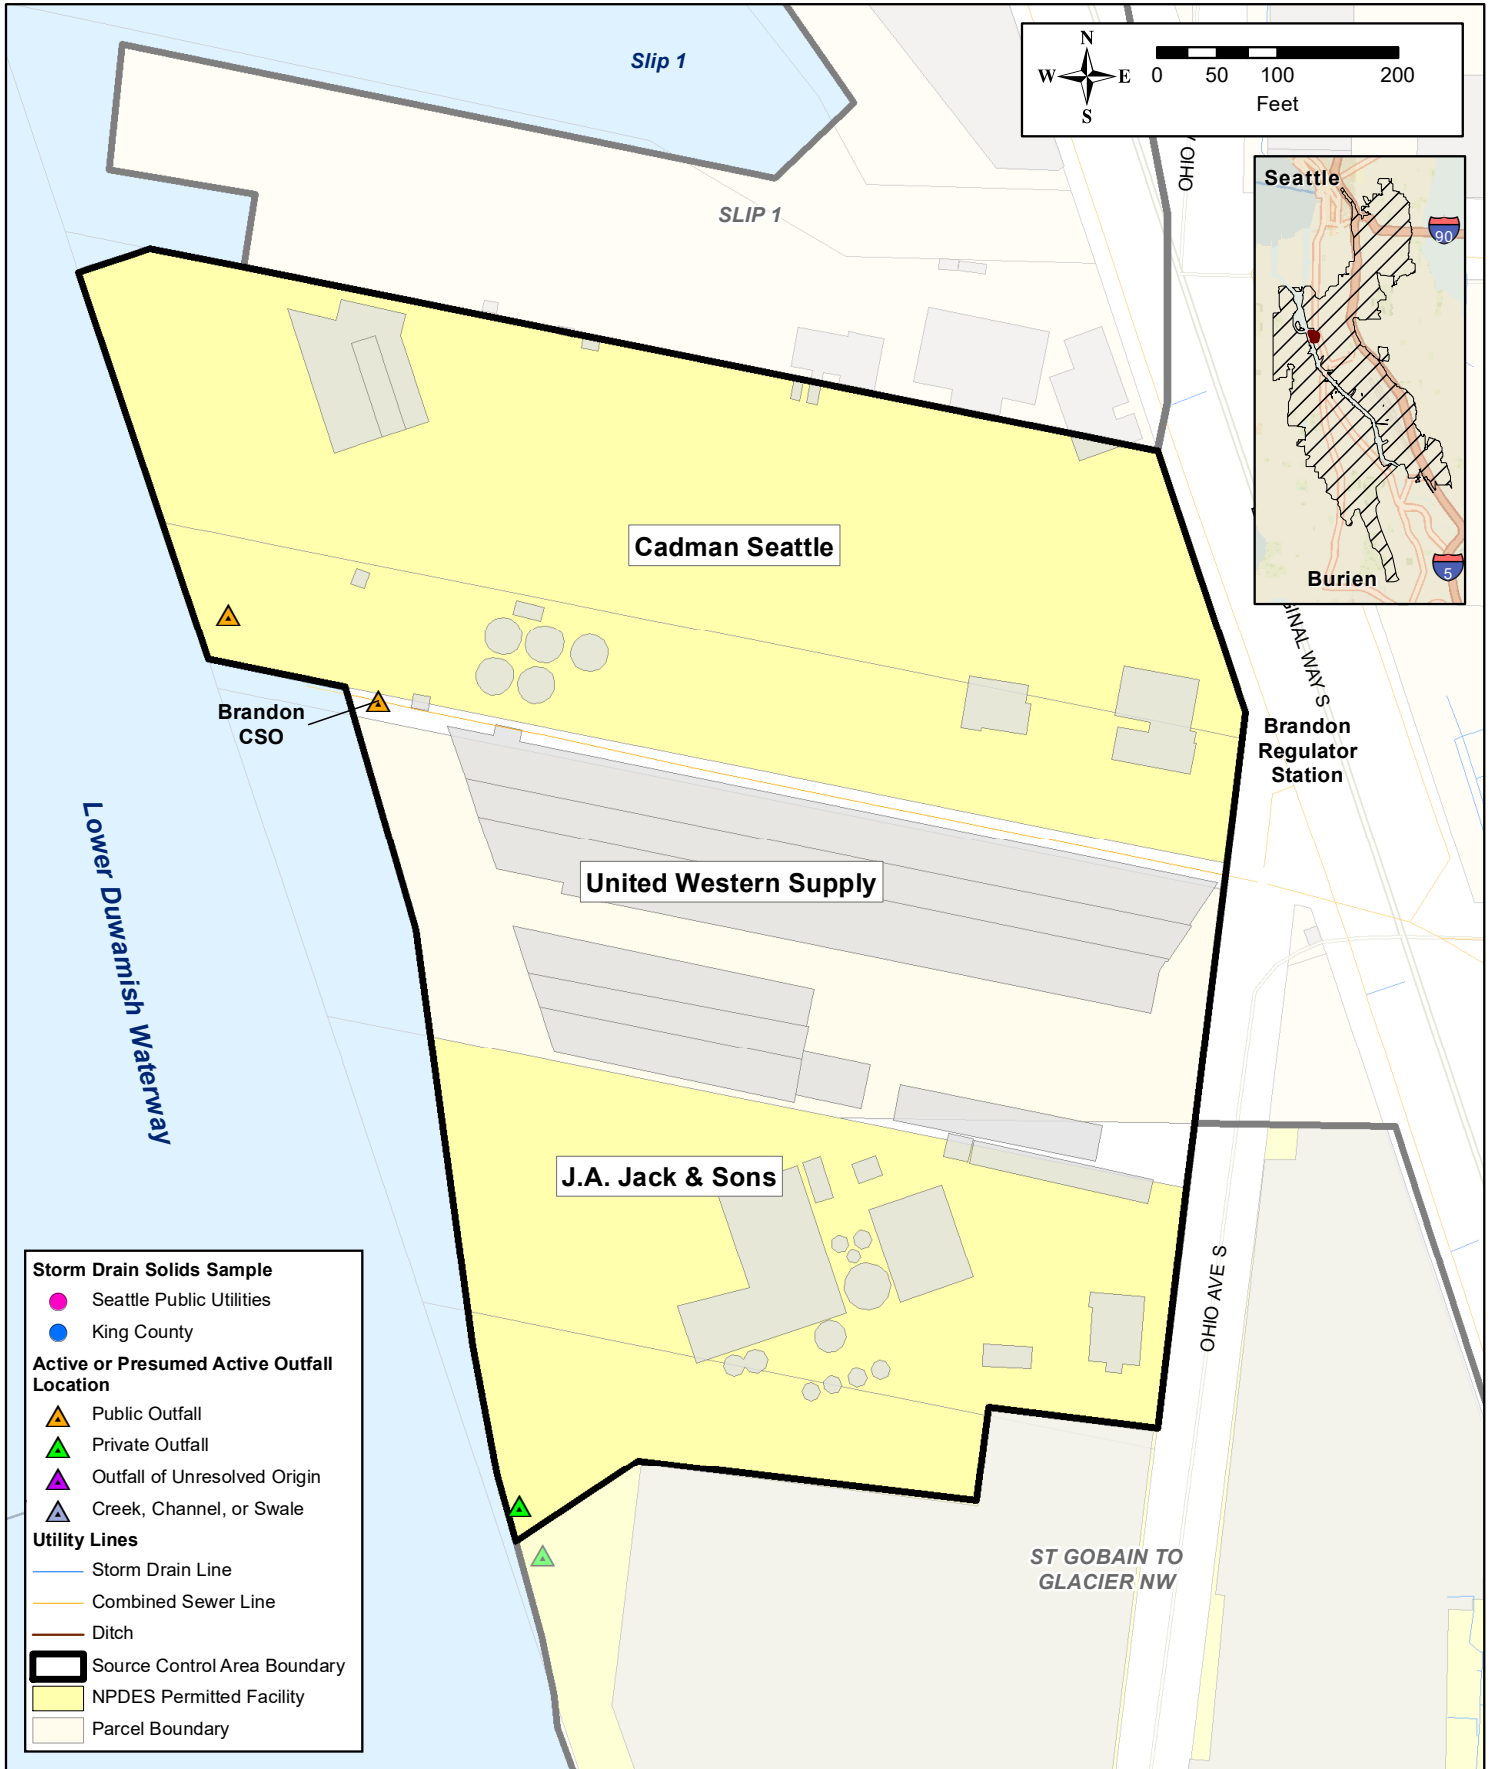 Slip 1
N
W E
S
0 50 100 200
Feet
OHIO
SLIP 1
Seattle
90
5
Burien
Cadman Seattle
GINAL WAY S
Brandon
CSO
Brandon
Regulator
Station
Lower Duwamish Waterway
United Western Supply
J.A. Jack & Sons
OHIO AVE S
ST GOBAIN TO
GLACIER NW
Storm Drain Solids Sample
Seattle Public Utilities
King County
Active or Presumed Active Outfall
Location
Public Outfall
Private Outfall
Outfall of Unresolved Origin
Creek, Channel, or Swale
Utility Lines
Storm Drain Line
Combined Sewer Line
Ditch
Source Control Area Boundary
NPDES Permitted Facility
Parcel Boundary